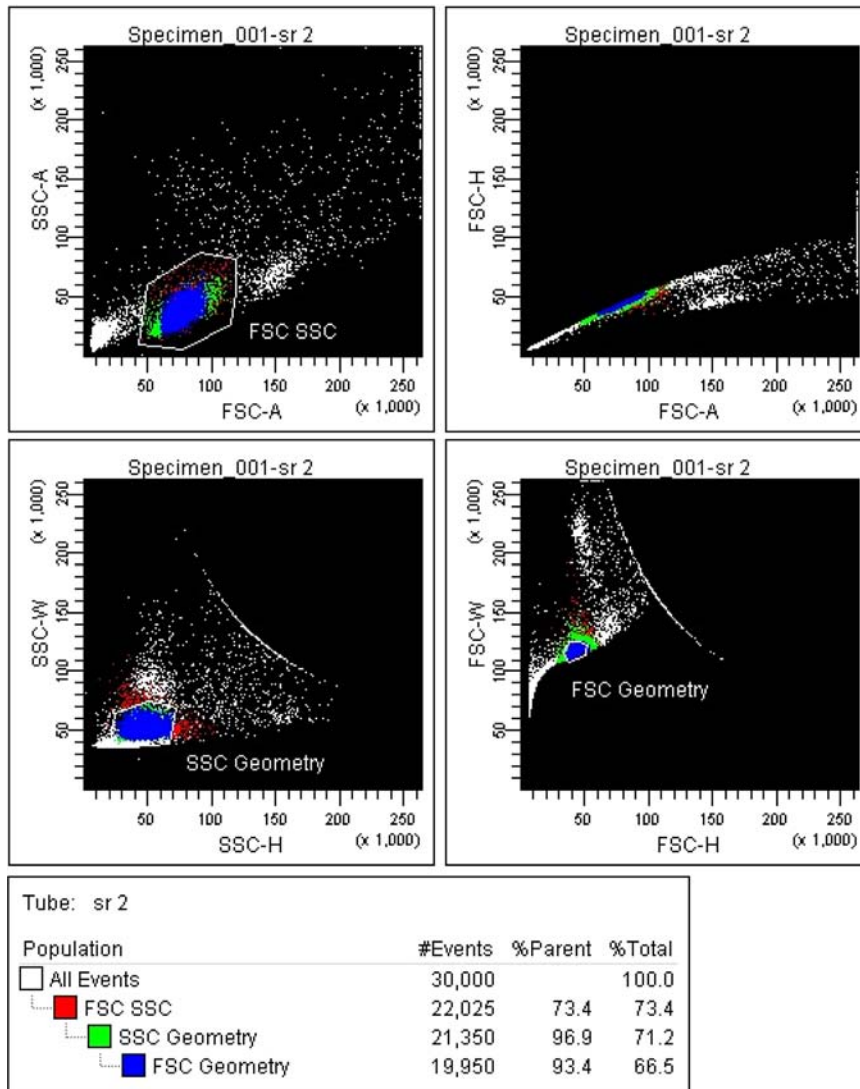 Specimen_001-sr 2
(x 1,000)
250
200
150
100
50
SSC-A
FSC SSC
50 100 150 200 250
FSC-A (x 1,000)
Specimen_001-sr 2
(x 1,000)
250
200
150
100
50
FSC-H
50 100 150 200 250
FSC-A (x 1,000)
Specimen_001-sr 2
(x 1,000)
250
200
150
100
50
SSC-W
SSC Geometry
50 100 150 200 250
SSC-H (x 1,000)
Specimen_001-sr 2
(x 1,000)
250
200
150
100
50
FSC-W
FSC Geometry
50 100 150 200 250
FSC-H (x 1,000)
Tube: sr 2
Population #Events %Parent %Total
All Events 30,000 100.0
FSC SSC 22,025 73.4 73.4
SSC Geometry 21,350 96.9 71.2
FSC Geometry 19,950 93.4 66.5